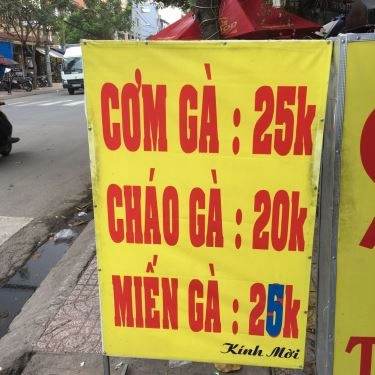 CƠM GÀ : 25k
CHÁO GÀ : 20k
MIẾN GÀ : 25k
Kính Mời